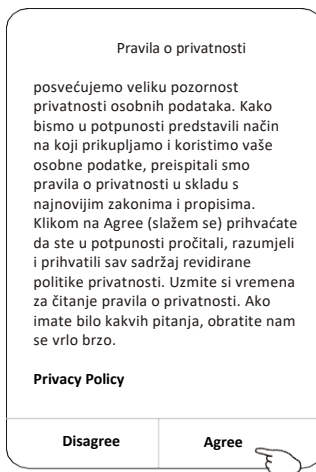 Pravila o privatnosti
posvećujemo veliku pozornost
privatnosti osobnih podataka. Kako
bismo u potpunosti predstavili način
na koji prikupljamo i koristimo vaše
osobne podatke, preispitali smo
pravila o privatnosti u skladu s
najnovijim zakonima i propisima.
Klikom na Agree (slažem se) prihvaćate
da ste u potpunosti pročitali, razumjeli
i prihvatili sav sadržaj revidirane
politike privatnosti. Uzmite si vremena
za čitanje pravila o privatnosti. Ako
imate bilo kakvih pitanja, obratite nam
se vrlo brzo.
Privacy Policy
Disagree Agree